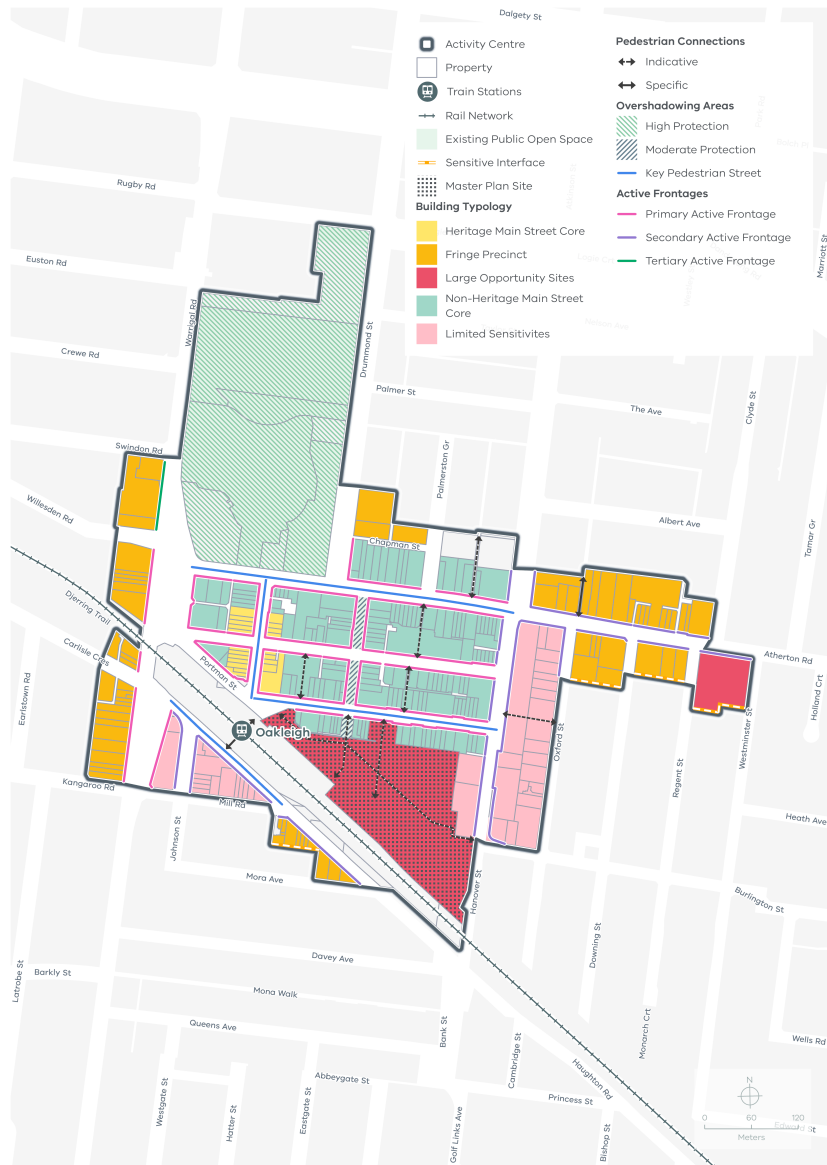 Dalgety St
Activity Centre
Property
Train Stations
Rail Network
Existing Public Open Space
Sensitive Interface
Master Plan Site
Building Typology
Heritage Main Street Core
Fringe Precinct
Large Opportunity Sites
Non-Heritage Main Street
Core
Limited Sensitivites
Pedestrian Connections
Indicative
Specific
Overshadowing Areas
High Protection
Moderate Protection
Key Pedestrian Street
Active Frontages
Primary Active Frontage
Secondary Active Frontage
Tertiary Active Frontage
Rugby Rd
Euston Rd
Warrigal Rd
Drummond St
Marriott St
Crewe Rd
Palmer St
The Ave
Clyde St
Tamar Gr
Swindon Rd
Palmerston Gr
Willesden Rd
Albert Ave
Chapman St
Djerring Trail
Carlisle Cres
Portman St
Atherton Rd
Earlstown Rd
Oakleigh
Oxford St
Westminster St
Holland Crt
Regent St
Kangaroo Rd
Mill Rd
Johnson St
Heath Ave
Mora Ave
Hanover St
Burlington St
Downing St
Davey Ave
Latrobe St
Barkly St
Mona Walk
Queens Ave
Bank St
Cambridge St
Monarch Crt
Wells Rd
Haughton Rd
Abbeygate St
Princess St
Westgate St
Hatter St
Eastgate St
Golf Links Ave
Bishop St
N
0 60 120
Meters
Edward St